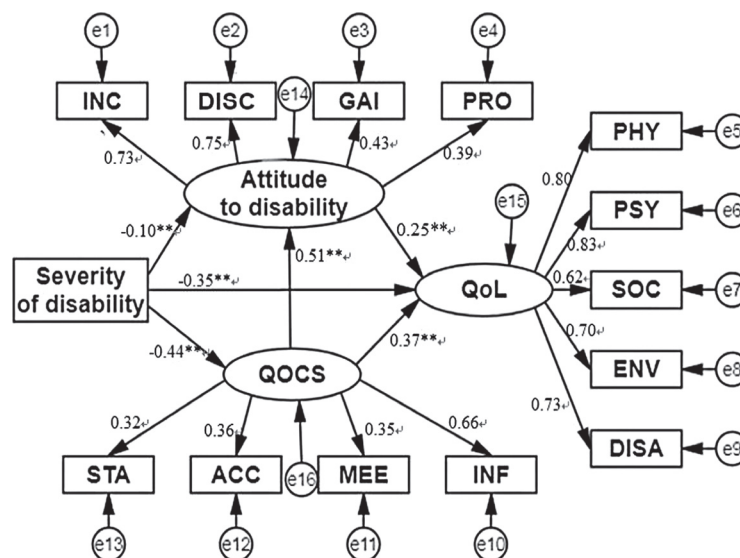 e1
e2
e3
e4
INC
DISC
e14
GAI
PRO
PHY
e5
0.73
0.75
0.43
0.39
Attitude
to disability
0.80
e15
PSY
e6
0.83
-0.10**
0.51**
0.25**
Severity
of disability
-0.35**
QoL
0.62
SOC
e7
-0.44**
0.37**
0.70
ENV
e8
QOCS
0.32
0.36
0.35
0.66
0.73
DISA
e9
STA
ACC
e16
MEE
INF
e13
e12
e11
e10